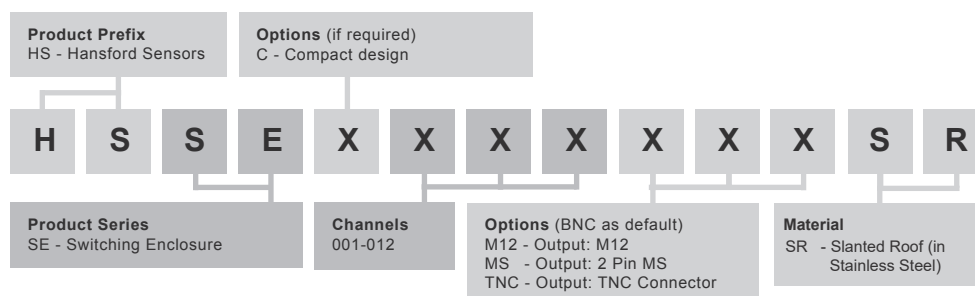 Product Prefix
HS - Hansford Sensors
Options (if required)
C - Compact design
H S S E X X X X X X X S R
Product Series
SE - Switching Enclosure
Channels
001-012
Options (BNC as default)
M12 - Output: M12
MS - Output: 2 Pin MS
TNC - Output: TNC Connector
Material
SR - Slanted Roof (in
Stainless Steel)